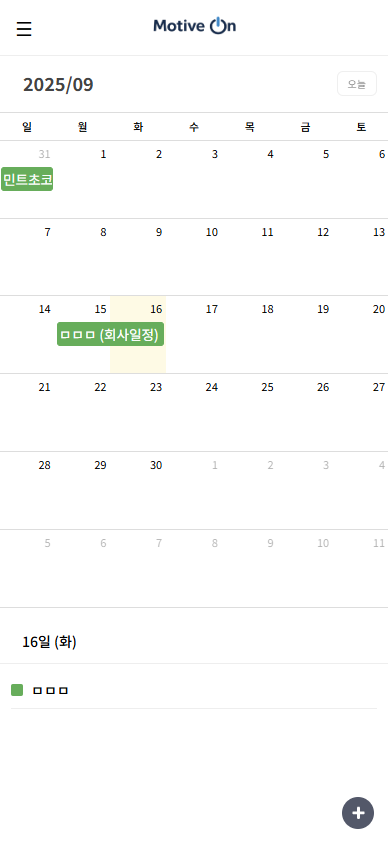 ☰ Motive On
2025/09 오늘
일 월 화 수 목 금 토
31 1 2 3 4 5 6
민트초코
7 8 9 10 11 12 13
14 15 16 17 18 19 20
ㅁㅁㅁ (회사일정)
21 22 23 24 25 26 27
28 29 30 1 2 3 4
5 6 7 8 9 10 11
16일 (화)
ㅁㅁㅁ
+